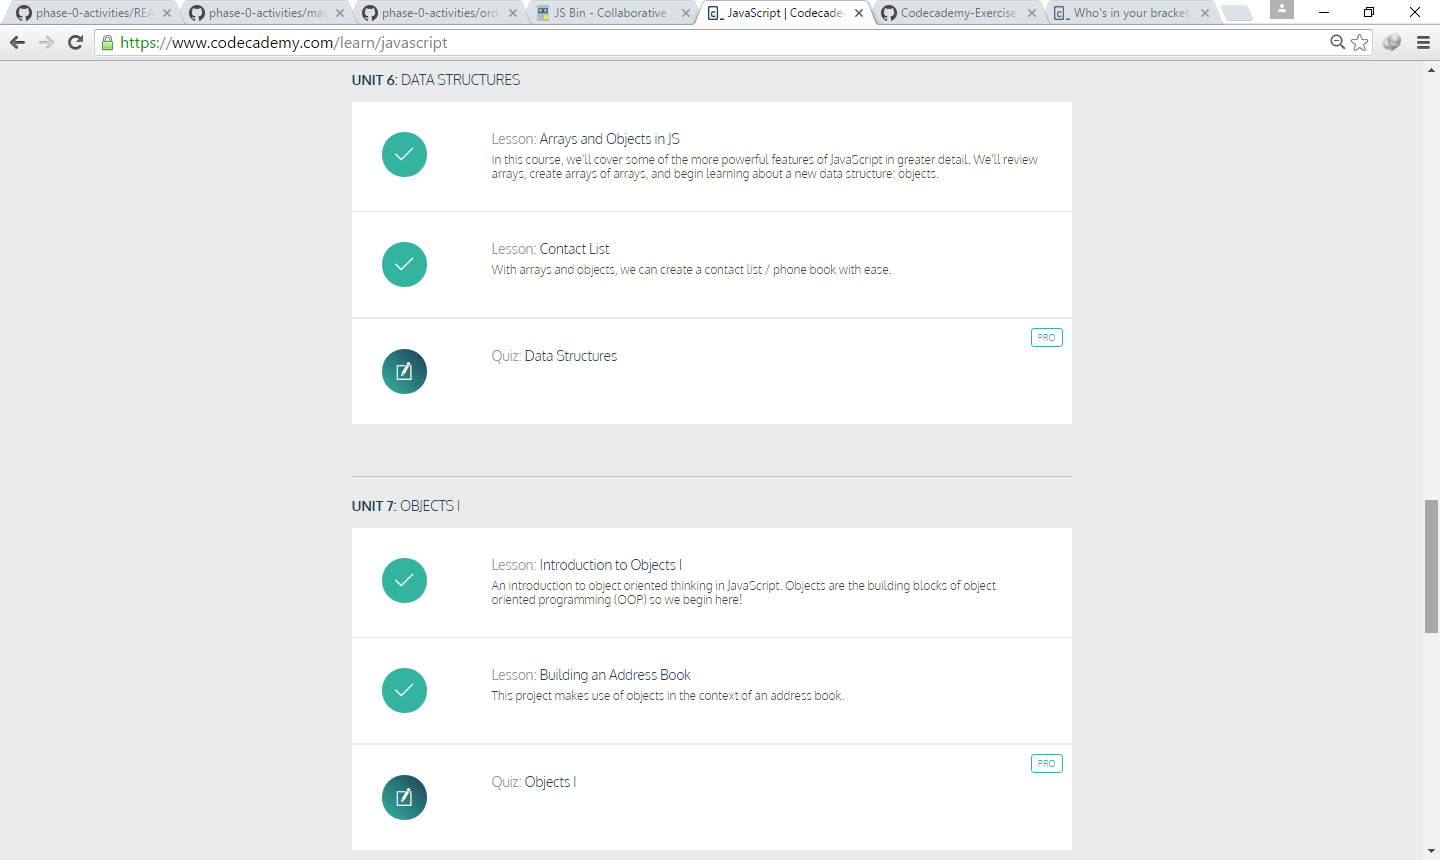 phase-0-activities/REA
phase-0-activities/mat
phase-0-activities/ord
JS Bin - Collaborative J
JavaScript | Codecadem
Codecademy-Exercise
Who's in your bracket
https://www.codecademy.com/learn/javascript
UNIT 6: DATA STRUCTURES
Lesson: Arrays and Objects in JS
In this course, we'll cover some of the more powerful features of JavaScript in greater detail. We'll review
arrays, create arrays of arrays, and begin learning about a new data structure: objects.
Lesson: Contact List
With arrays and objects, we can create a contact list / phone book with ease.
PRO
Quiz: Data Structures
UNIT 7: OBJECTS I
Lesson: Introduction to Objects I
An introduction to object oriented thinking in JavaScript. Objects are the building blocks of object
oriented programming (OOP) so we begin here!
Lesson: Building an Address Book
This project makes use of objects in the context of an address book.
PRO
Quiz: Objects I